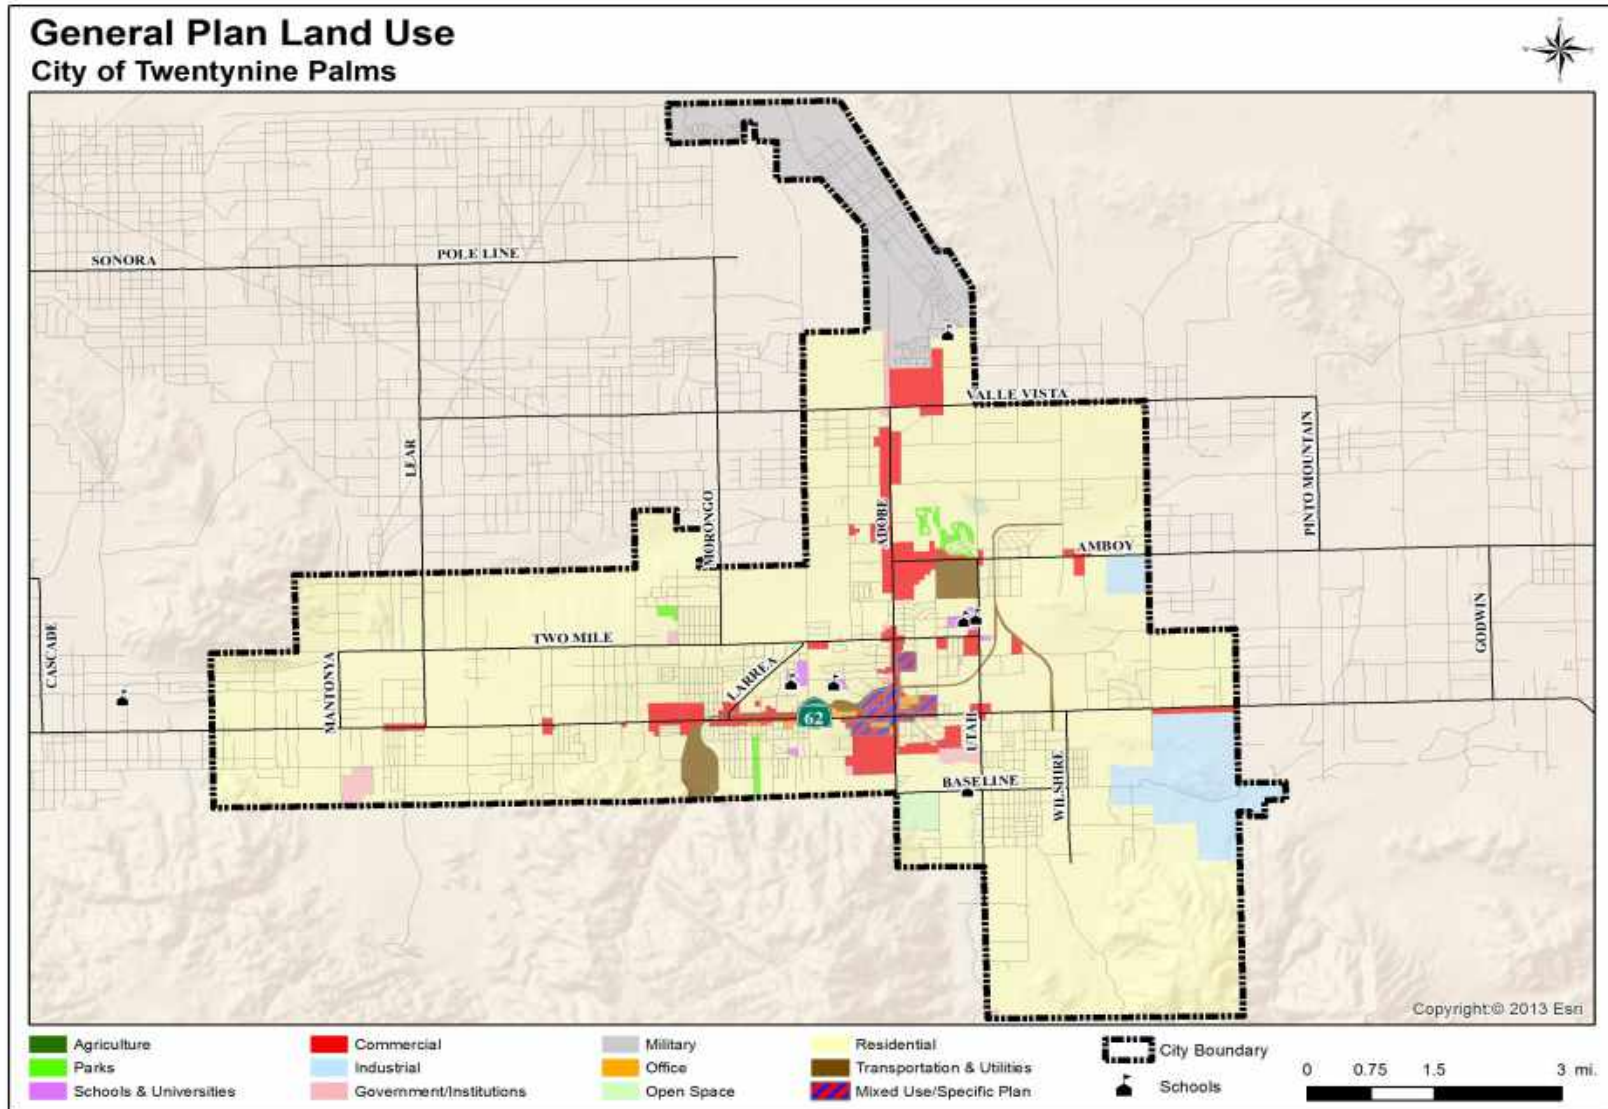 General Plan Land Use
City of Twentynine Palms
SONORA
POLE LINE
VALLE VISTA
LEAR
PINTO MOUNTAIN
MORONGO
ADOBE
AMBOY
CASCADE
GODWIN
TWO MILE
MANTONYA
LARREA
62
UTAH
WILSHIRE
BASELINE
Copyright:© 2013 Esri
Agriculture
Commercial
Military
Residential
City Boundary
Parks
Industrial
Office
Transportation & Utilities
Schools & Universities
Government/Institutions
Open Space
Mixed Use/Specific Plan
Schools
0 0.75 1.5 3 mi.